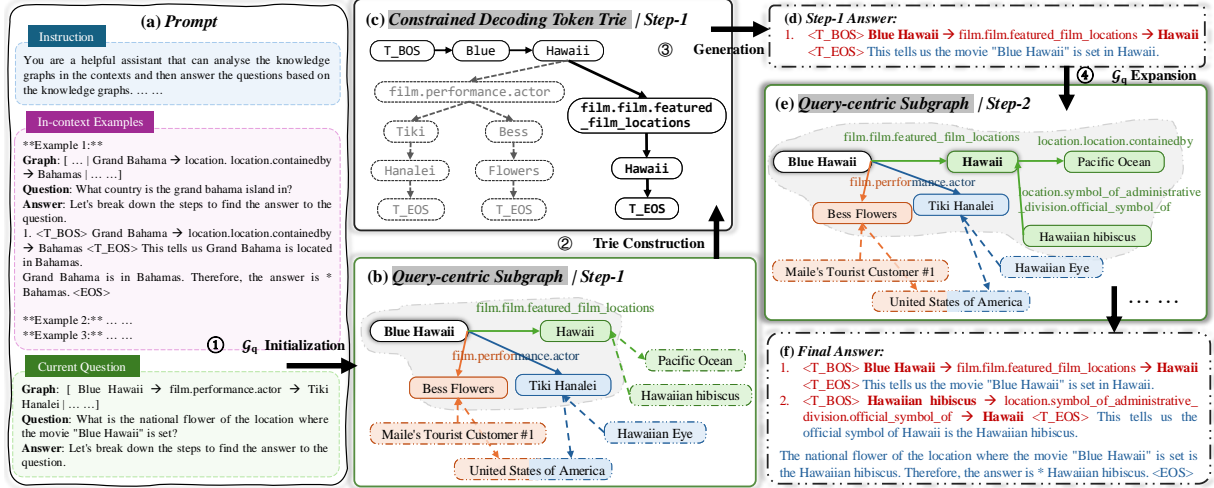 (a) Prompt
Instruction
You are a helpful assistant that can analyse the knowledge
graphs in the contexts and then answer the questions based on
the knowledge graphs. … …
In-context Examples
**Example 1:**
Graph: [ … | Grand Bahama → location. location.containedby
→ Bahamas | … …]
Question: What country is the grand bahama island in?
Answer: Let's break down the steps to find the answer to the
question.
1. <T_BOS> Grand Bahama → location.location.containedby
→ Bahamas <T_EOS> This tells us Grand Bahama is located
in Bahamas.
Grand Bahama is in Bahamas. Therefore, the answer is *
Bahamas. <EOS>
**Example 2:** … …
**Example 3:** … …
Current Question
Graph: [ Blue Hawaii → film.performance.actor → Tiki
Hanalei | … …]
Question: What is the national flower of the location where
the movie "Blue Hawaii" is set?
Answer: Let's break down the steps to find the answer to the
question.
① 𝒢q Initialization
(c) Constrained Decoding Token Trie / Step-1
T_BOS
Blue
Hawaii
film.performance.actor
film.film.featured
_film_locations
Tiki
Bess
Hanalei
Flowers
Hawaii
T_EOS
T_EOS
T_EOS
② Trie Construction
③ Generation
(b) Query-centric Subgraph / Step-1
film.film.featured_film_locations
Blue Hawaii
Hawaii
film.perrformance.actor
Pacific Ocean
Bess Flowers
Tiki Hanalei
Hawaiian hibiscus
Maile's Tourist Customer #1
Hawaiian Eye
United States of America
(d) Step-1 Answer:
1. <T_BOS> Blue Hawaii → film.film.featured_film_locations → Hawaii
<T_EOS> This tells us the movie "Blue Hawaii" is set in Hawaii.
④ 𝒢q Expansion
(e) Query-centric Subgraph / Step-2
film.film.featured_film_locations
location.location.containedby
Blue Hawaii
Hawaii
Pacific Ocean
film.perrformance.actor
location.symbol_of_administrative
_division.official_symbol_of
Bess Flowers
Tiki Hanalei
Hawaiian hibiscus
Maile's Tourist Customer #1
Hawaiian Eye
United States of America
… …
(f) Final Answer:
1. <T_BOS> Blue Hawaii → film.film.featured_film_locations → Hawaii
<T_EOS> This tells us the movie "Blue Hawaii" is set in Hawaii.
2. <T_BOS> Hawaiian hibiscus → location.symbol_of_administrative_
division.official_symbol_of → Hawaii <T_EOS> This tells us the
official symbol of Hawaii is the Hawaiian hibiscus.
The national flower of the location where the movie "Blue Hawaii" is set is
the Hawaiian hibiscus. Therefore, the answer is * Hawaiian hibiscus. <EOS>